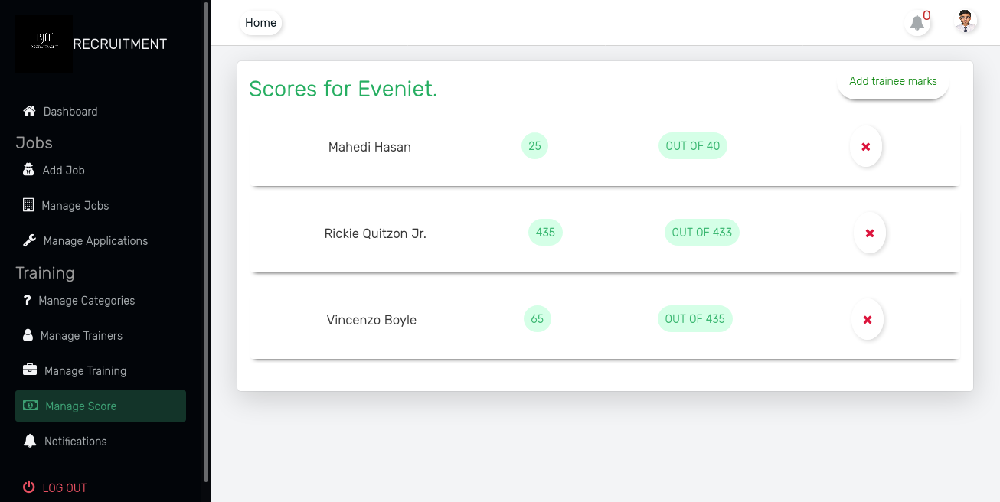 BJIT
RECRUITMENT
RECRUITMENT
Dashboard
Jobs
Add Job
Manage Jobs
Manage Applications
Training
Manage Categories
Manage Trainers
Manage Training
Manage Score
Notifications
LOG OUT
Home
0
Scores for Eveniet.
Add trainee marks
Mahedi Hasan 25 OUT OF 40
Rickie Quitzon Jr. 435 OUT OF 433
Vincenzo Boyle 65 OUT OF 435